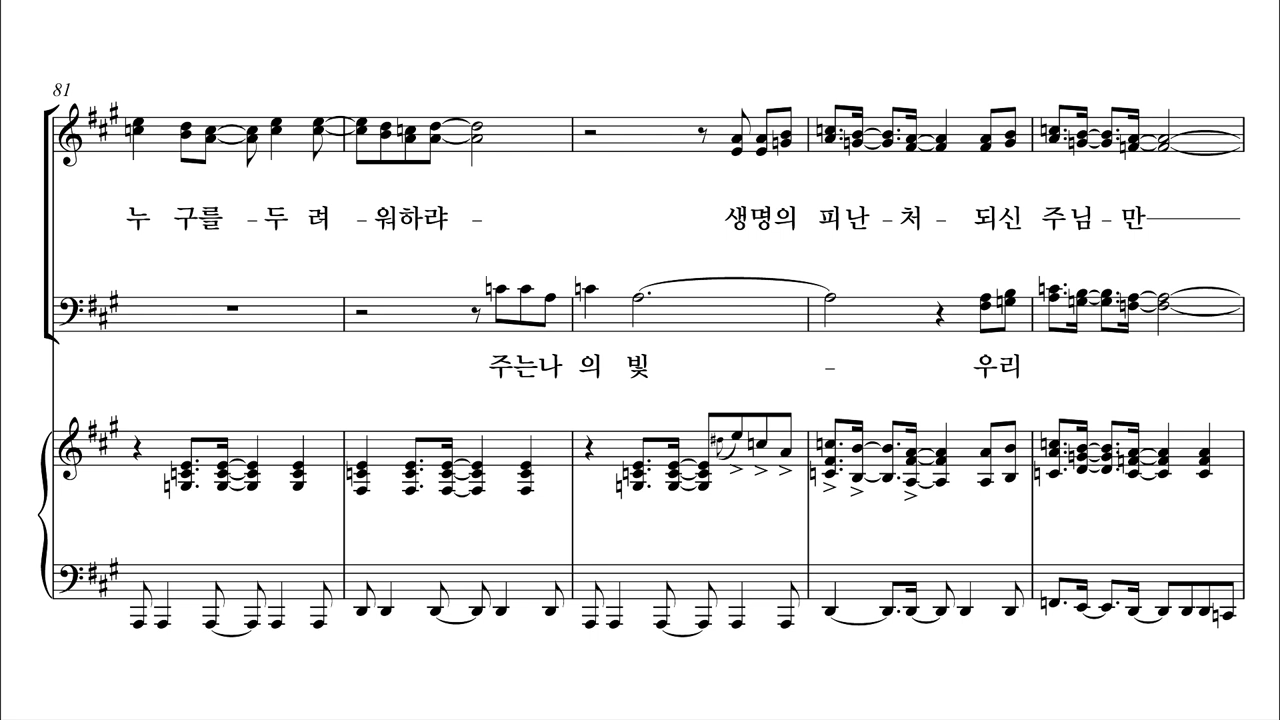 81
누 구를 - 두 려 - 워하랴 - 생명의 피난 - 처 - 되신 주님 - 만
주는나 의 빛 - 우리